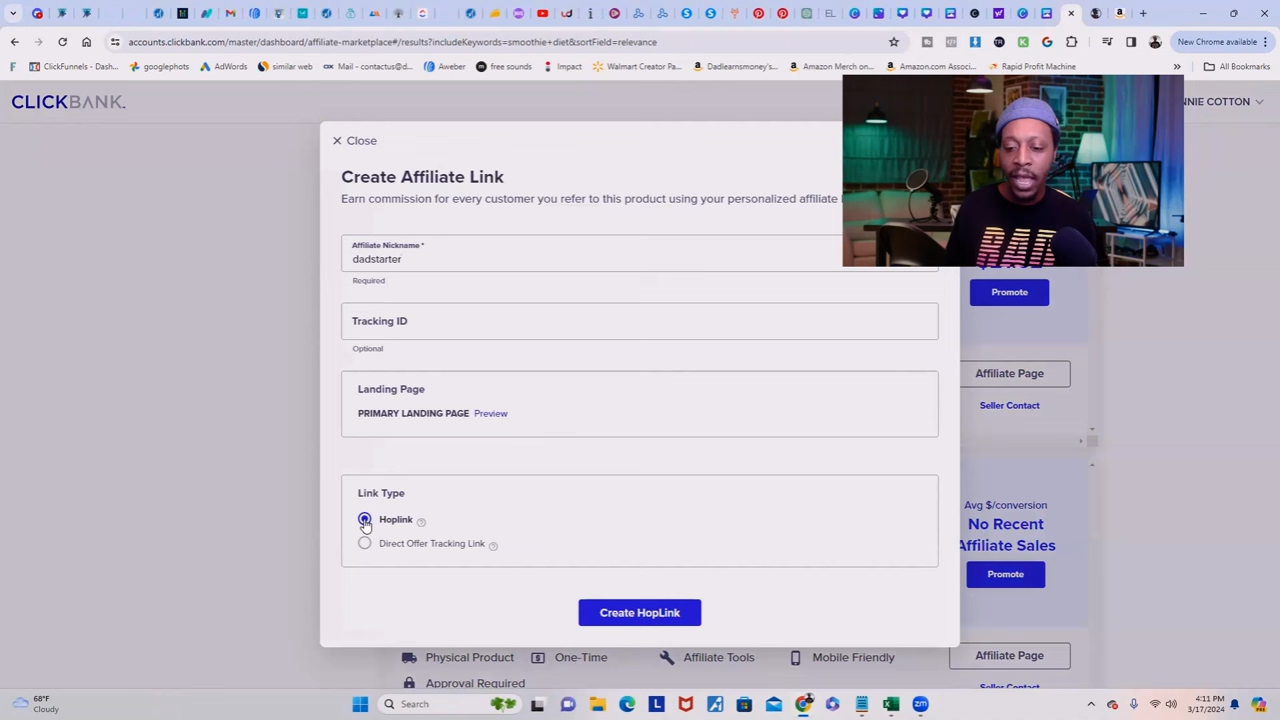 accounts.clickbank.com/master/dashboard/affiliate-marketplace#/results?includeKeywords=smoothie+diet&sortField=relevance
New Chrome available
ClickFunnels - Dash...
googlephots
AdWords
similar web
Mail - contactus@d...
Aweber
free sounds
Impact
Walmart Creator Pa...
Dadlearnsmoney's...
Amazon Merch on...
Amazon.com Associ...
Rapid Profit Machine
All Bookmarks
CLICKBANK.
NNIE COTTON
Close
Create Affiliate Link
Earn commission for every customer you refer to this product using your personalized affiliate
Affiliate Nickname *
dadstarter
Required
Tracking ID
Optional
Landing Page
PRIMARY LANDING PAGE Preview
Link Type
Hoplink
Direct Offer Tracking Link
Create HopLink
Promote
Affiliate Page
Seller Contact
Avg $/conversion
No Recent
Affiliate Sales
Promote
Affiliate Page
Seller Contact
Physical Product
One-Time
Affiliate Tools
Mobile Friendly
Approval Required
68°F
Cloudy
Search
4:11 PM
3/17/2024